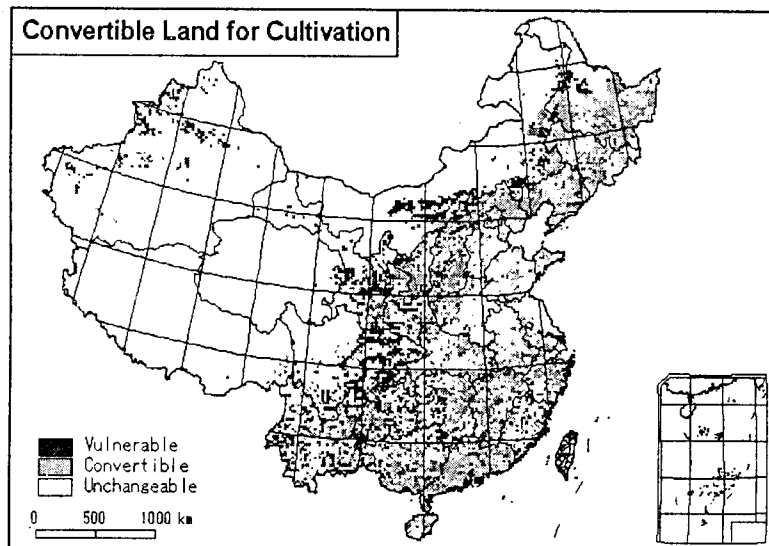 Convertible Land for Cultivation
Vulnerable
Convertible
Unchangeable
0 500 1000 km